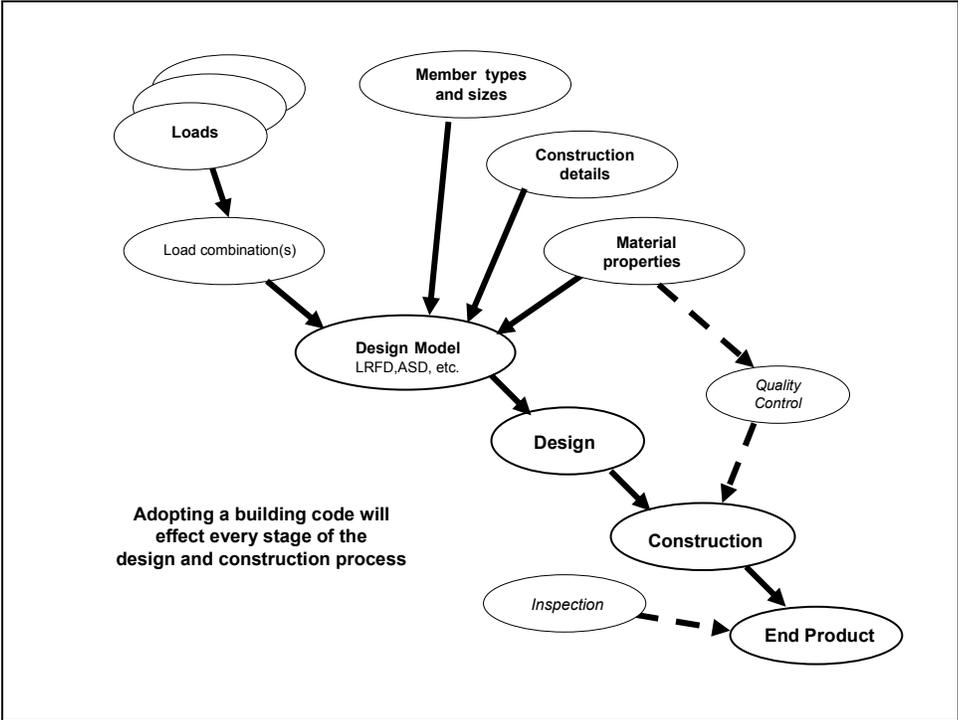 Member types
and sizes
Loads
Construction
details
Load combination(s)
Material
properties
Design Model
LRFD,ASD, etc.
Quality
Control
Design
Adopting a building code will
effect every stage of the
design and construction process
Construction
Inspection
End Product